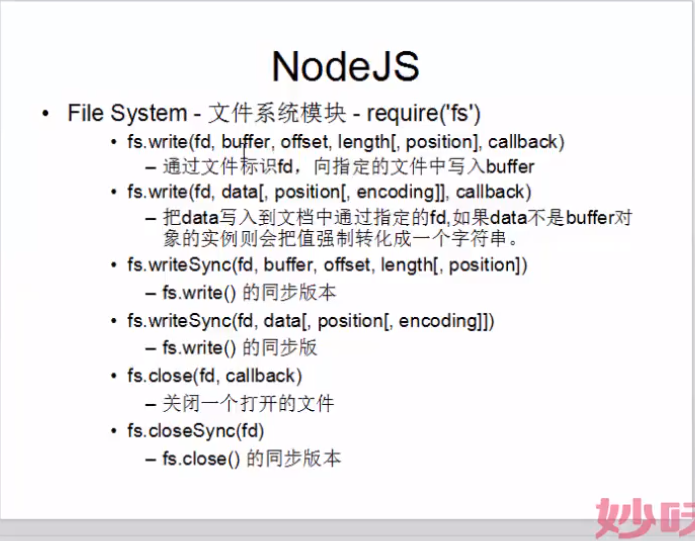 NodeJS
• File System - 文件系统模块 - require('fs')
• fs.write(fd, buffer, offset, length[, position], callback)
– 通过文件标识fd，向指定的文件中写入buffer
• fs.write(fd, data[, position[, encoding]], callback)
– 把data写入到文档中通过指定的fd,如果data不是buffer对
象的实例则会把值强制转化成一个字符串。
• fs.writeSync(fd, buffer, offset, length[, position])
– fs.write() 的同步版本
• fs.writeSync(fd, data[, position[, encoding]])
– fs.write() 的同步版
• fs.close(fd, callback)
– 关闭一个打开的文件
• fs.closeSync(fd)
– fs.close() 的同步版本
妙